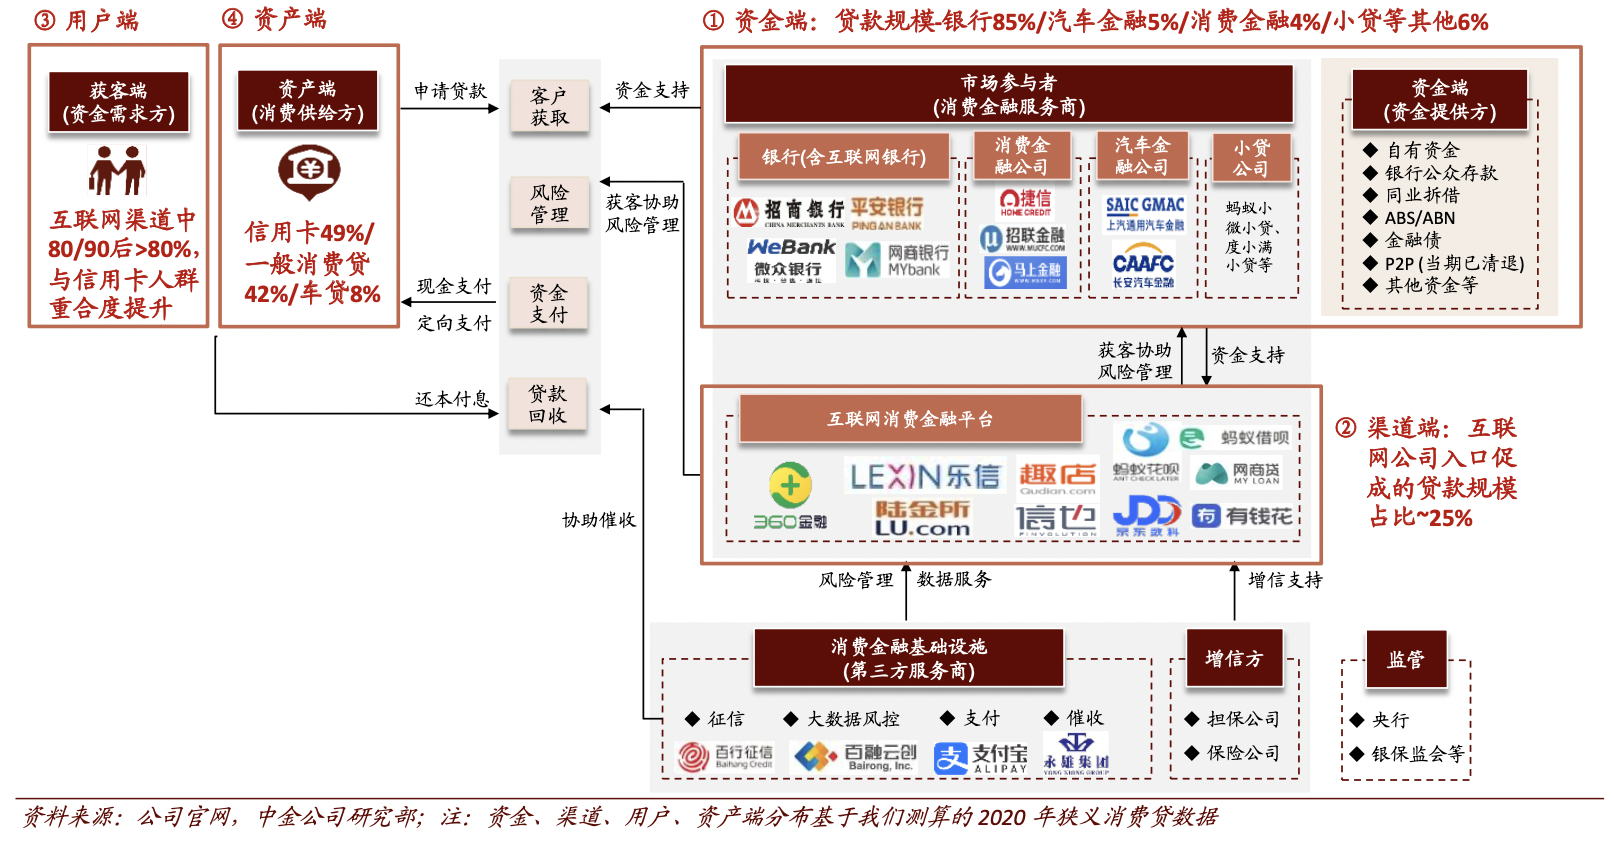 ③ 用户端
④ 资产端
① 资金端：贷款规模-银行85%/汽车金融5%/消费金融4%/小贷等其他6%
获客端
(资金需求方)
互联网渠道中
80/90后>80%，
与信用卡人群
重合度提升
资产端
(消费供给方)
信用卡49%/
一般消费贷
42%/车贷8%
申请贷款
现金支付
定向支付
还本付息
客户
获取
风险
管理
资金
支付
贷款
回收
资金支持
获客协助
风险管理
协助催收
市场参与者
(消费金融服务商)
银行(含互联网银行)
招商银行
CHINA MERCHANTS BANK
平安银行
PING AN BANK
WeBank
微众银行
网商银行
MYbank
消费金
融公司
捷信
HOME CREDIT
招联金融
WWW.MUCFC.COM
马上金融
汽车金
融公司
SAIC GMAC
上汽通用汽车金融
CAAFC
长安汽车金融
小贷
公司
蚂蚁小
微小贷、
度小满
小贷等
资金端
(资金提供方)
◆ 自有资金
◆ 银行公众存款
◆ 同业拆借
◆ ABS/ABN
◆ 金融债
◆ P2P (当期已清退)
◆ 其他资金等
获客协助
风险管理
资金支持
互联网消费金融平台
360金融
LEXIN乐信
陆金所
LU.com
趣店
Qudian.com
信也
FINVOLUTION
蚂蚁花呗
ANT CHECK LATER
蚂蚁借呗
网商贷
MY LOAN
JDD
京东数科
有 有钱花
② 渠道端：互联
网公司入口促
成的贷款规模
占比~25%
风险管理
数据服务
增信支持
消费金融基础设施
(第三方服务商)
◆ 征信
◆ 大数据风控
◆ 支付
◆ 催收
百行征信
Baihang Credit
百融云创
Bairong, Inc.
支 支付宝
ALIPAY
永雄集团
YONG XIONG GROUP
增信方
◆ 担保公司
◆ 保险公司
监管
◆ 央行
◆ 银保监会等
资料来源：公司官网，中金公司研究部；注：资金、渠道、用户、资产端分布基于我们测算的 2020 年狭义消费贷数据